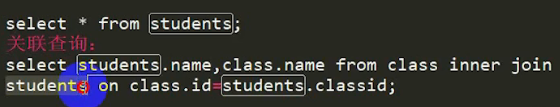 select * from students;
关联查询：
select students.name,class.name from class inner join
students on class.id=students.classid;